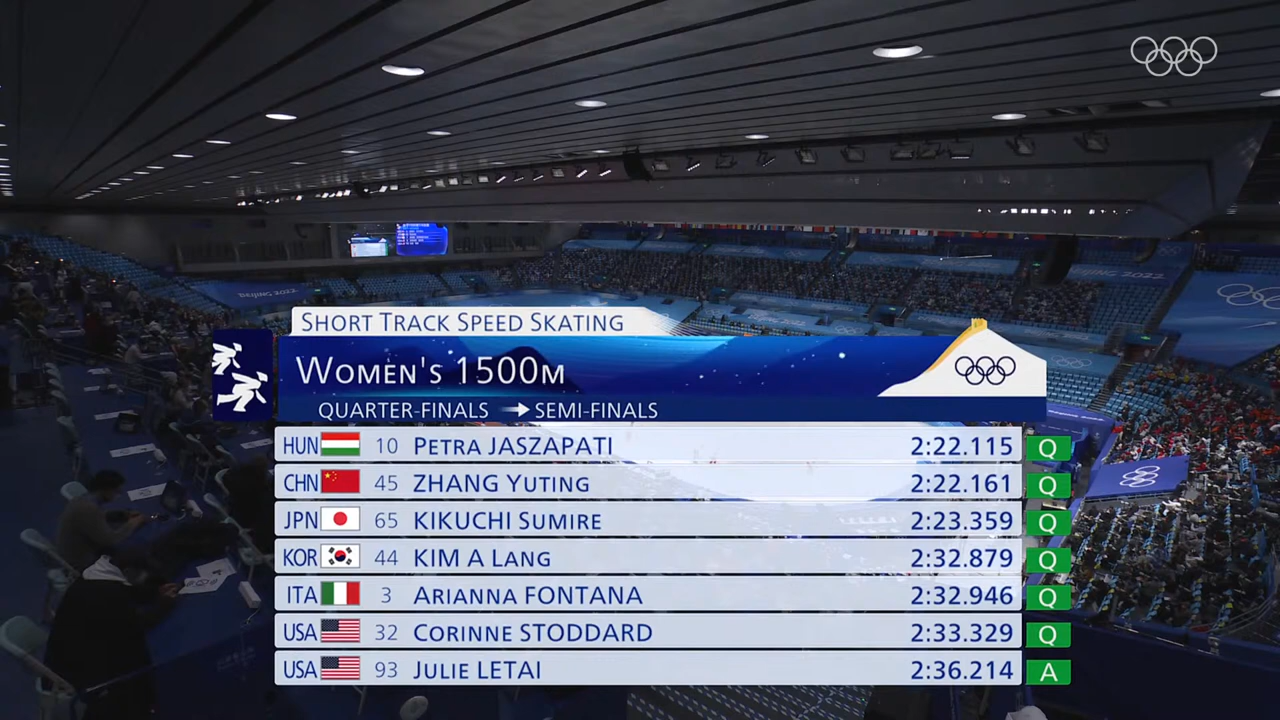 SHORT TRACK SPEED SKATING
WOMEN'S 1500M
QUARTER-FINALS → SEMI-FINALS
HUN 10 PETRA JASZAPATI 2:22.115 Q
CHN 45 ZHANG YUTING 2:22.161 Q
JPN 65 KIKUCHI SUMIRE 2:23.359 Q
KOR 44 KIM A LANG 2:32.879 Q
ITA 3 ARIANNA FONTANA 2:32.946 Q
USA 32 CORINNE STODDARD 2:33.329 Q
USA 93 JULIE LETAI 2:36.214 A